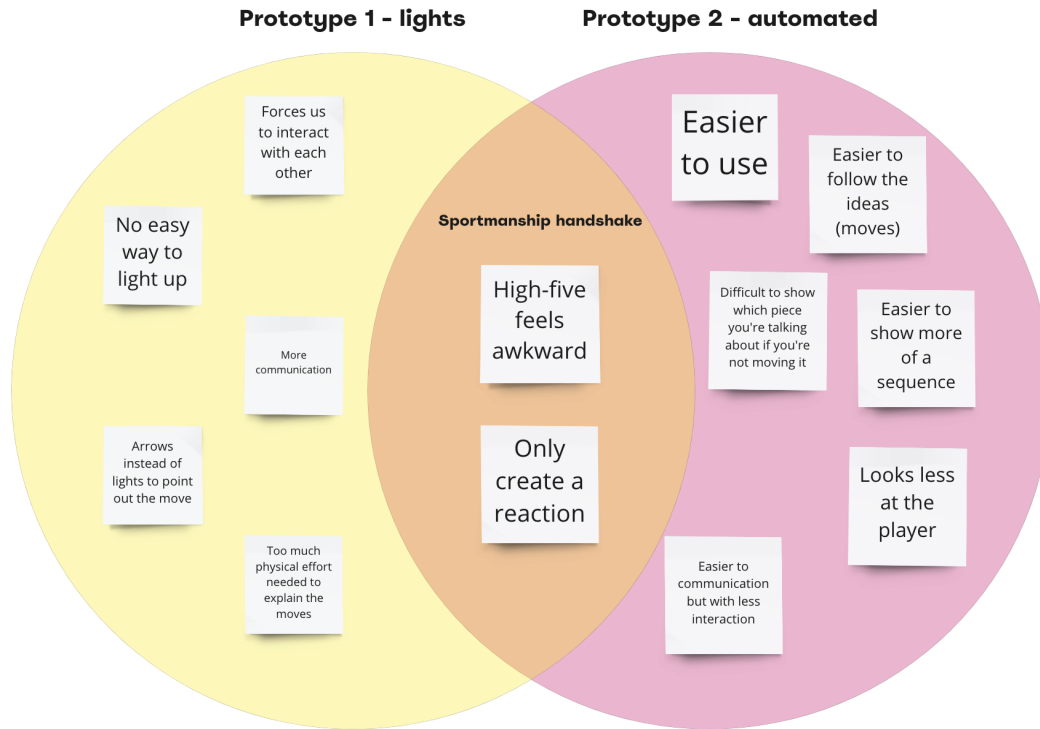 Prototype 1 - lights
Prototype 2 - automated
Forces us
to interact
with each
other
No easy
way to
light up
More
communication
Arrows
instead of
lights to point
out the move
Too much
physical effort
needed to
explain the
moves
Sportmanship handshake
High-five
feels
awkward
Only
create a
reaction
Easier
to use
Easier to
follow the
ideas
(moves)
Difficult to show
which piece
you're talking
about if you're
not moving it
Easier to
show more
of a
sequence
Looks less
at the
player
Easier to
communication
but with less
interaction